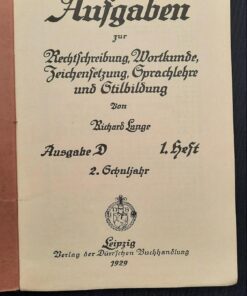 Aufgaben
zur
Rechtschreibung, Wortkunde,
Zeichensetzung, Sprachlehre
und Stilbildung
Von
Richard Lange
Ausgabe D 1. Heft
2. Schuljahr
Leipzig
Verlag der Dürrschen Buchhandlung
1929